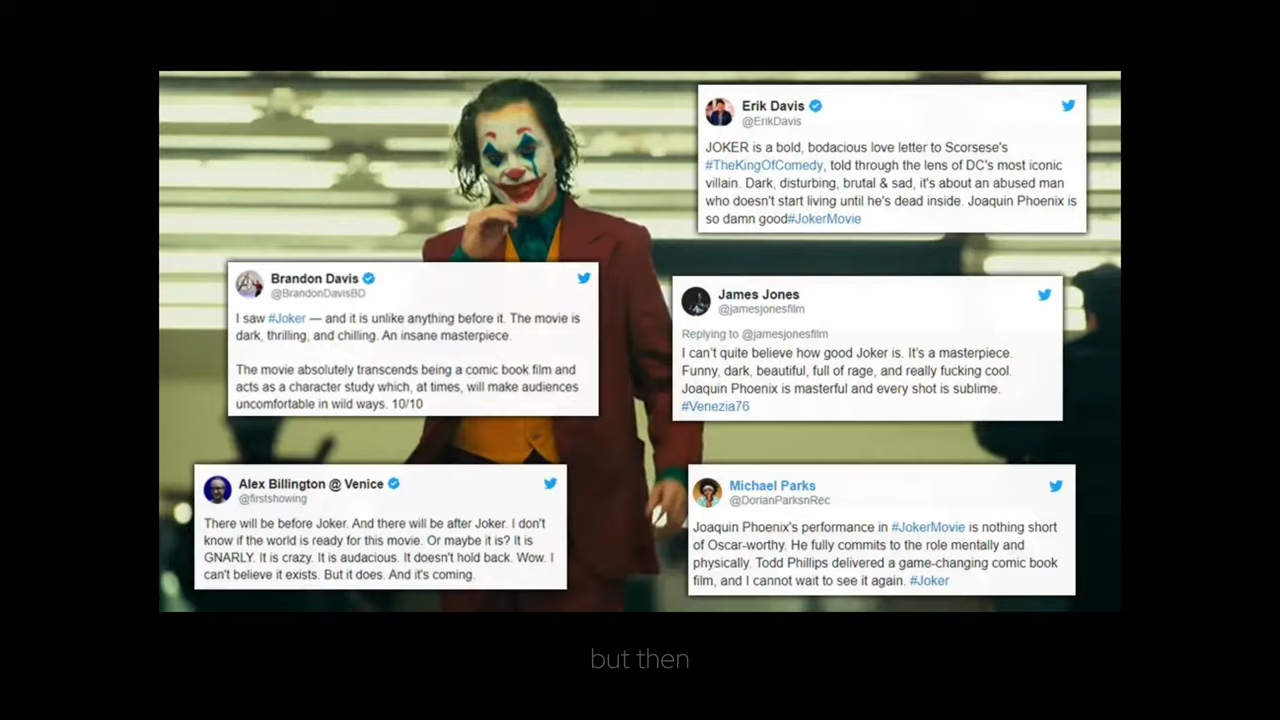 Erik Davis
@ErikDavis
JOKER is a bold, bodacious love letter to Scorsese's
#TheKingOfComedy, told through the lens of DC's most iconic
villain. Dark, disturbing, brutal & sad, it's about an abused man
who doesn't start living until he's dead inside. Joaquin Phoenix is
so damn good#JokerMovie
Brandon Davis
@BrandonDavisBD
I saw #Joker — and it is unlike anything before it. The movie is
dark, thrilling, and chilling. An insane masterpiece.
The movie absolutely transcends being a comic book film and
acts as a character study which, at times, will make audiences
uncomfortable in wild ways. 10/10
James Jones
@jamesjonesfilm
Replying to @jamesjonesfilm
I can't quite believe how good Joker is. It's a masterpiece.
Funny, dark, beautiful, full of rage, and really fucking cool.
Joaquin Phoenix is masterful and every shot is sublime.
#Venezia76
Alex Billington @ Venice
@firstshowing
There will be before Joker. And there will be after Joker. I don't
know if the world is ready for this movie. Or maybe it is? It is
GNARLY. It is crazy. It is audacious. It doesn't hold back. Wow. I
can't believe it exists. But it does. And it's coming.
Michael Parks
@DorianParksnRec
Joaquin Phoenix's performance in #JokerMovie is nothing short
of Oscar-worthy. He fully commits to the role mentally and
physically. Todd Phillips delivered a game-changing comic book
film, and I cannot wait to see it again. #Joker
but then